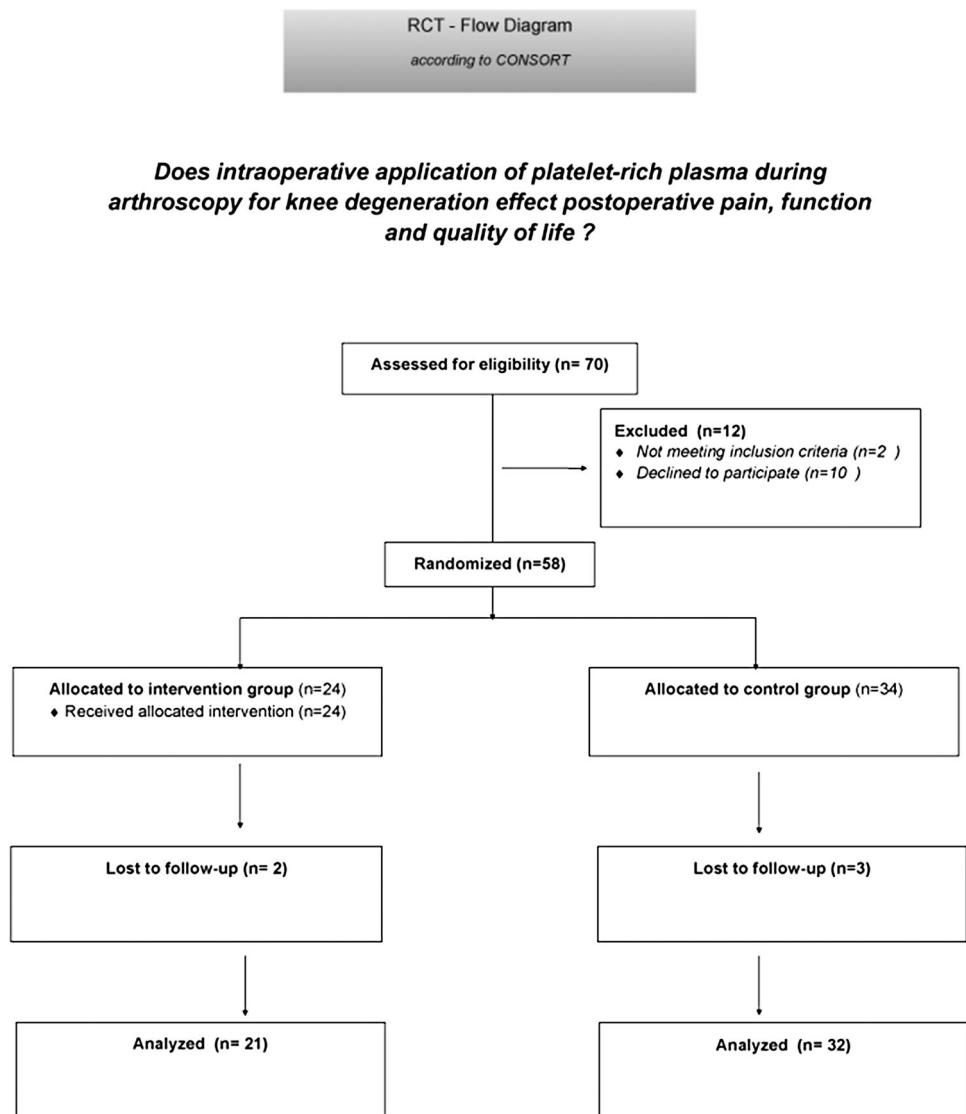 RCT - Flow Diagram
according to CONSORT
Does intraoperative application of platelet-rich plasma during
arthroscopy for knee degeneration effect postoperative pain, function
and quality of life ?
Assessed for eligibility (n= 70)
Excluded (n=12)
♦ Not meeting inclusion criteria (n=2 )
♦ Declined to participate (n=10 )
Randomized (n=58)
Allocated to intervention group (n=24)
♦ Received allocated intervention (n=24)
Allocated to control group (n=34)
Lost to follow-up (n= 2)
Lost to follow-up (n=3)
Analyzed (n= 21)
Analyzed (n= 32)